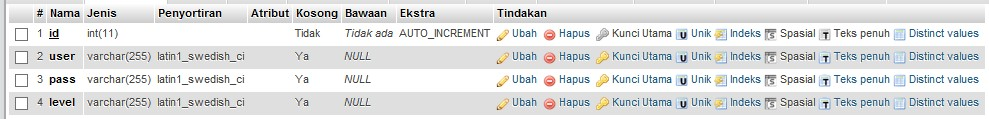 # Nama Jenis Penyortiran Atribut Kosong Bawaan Ekstra Tindakan
1 id int(11) Tidak Tidak ada AUTO_INCREMENT Ubah Hapus Kunci Utama Unik Indeks Spasial Teks penuh Distinct values
2 user varchar(255) latin1_swedish_ci Ya NULL Ubah Hapus Kunci Utama Unik Indeks Spasial Teks penuh Distinct values
3 pass varchar(255) latin1_swedish_ci Ya NULL Ubah Hapus Kunci Utama Unik Indeks Spasial Teks penuh Distinct values
4 level varchar(255) latin1_swedish_ci Ya NULL Ubah Hapus Kunci Utama Unik Indeks Spasial Teks penuh Distinct values